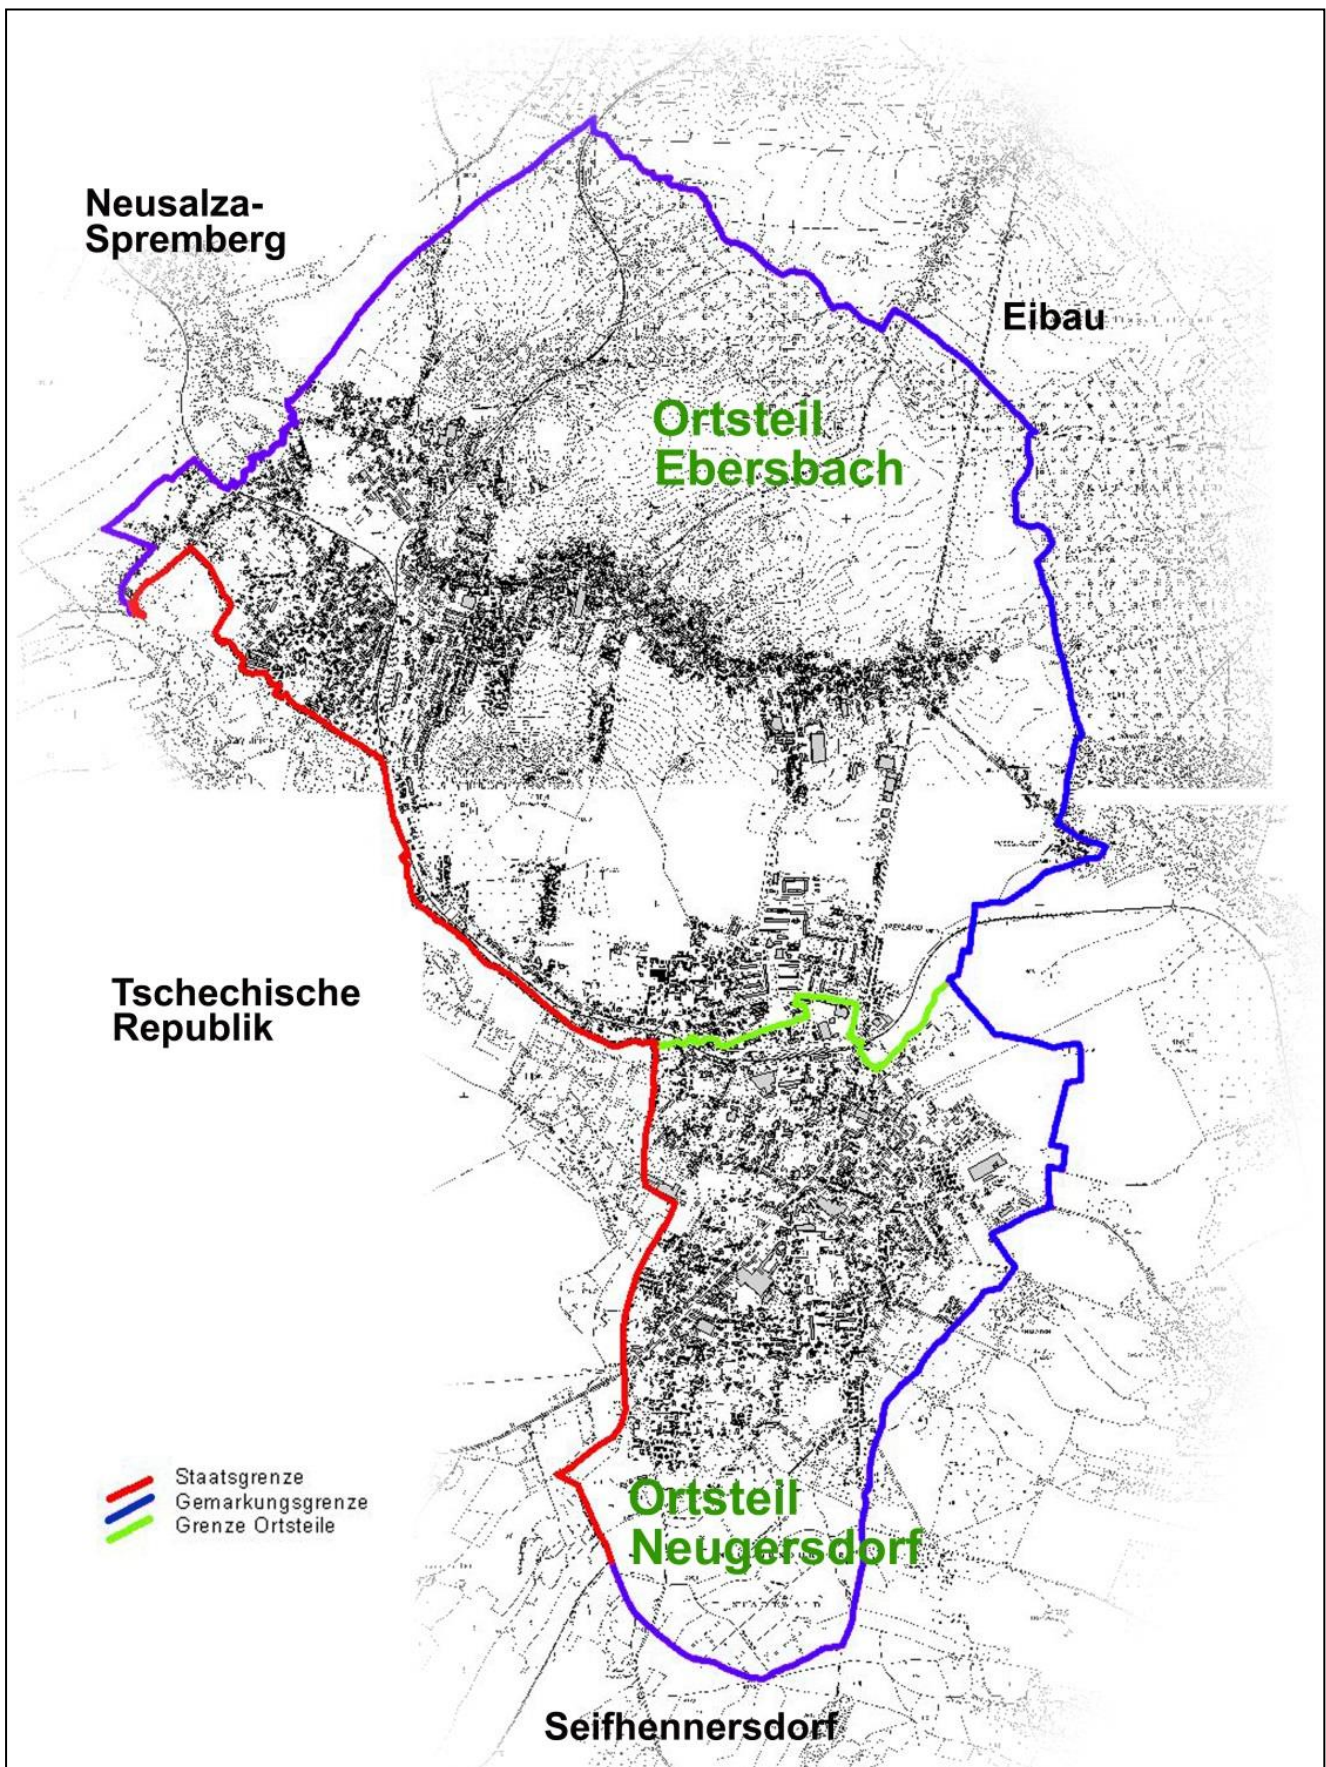 Neusalza-
Spremberg
Eibau
Ortsteil
Ebersbach
Tschechische
Republik
Staatsgrenze
Gemarkungsgrenze
Grenze Ortsteile
Ortsteil
Neugersdorf
Seifhennersdorf